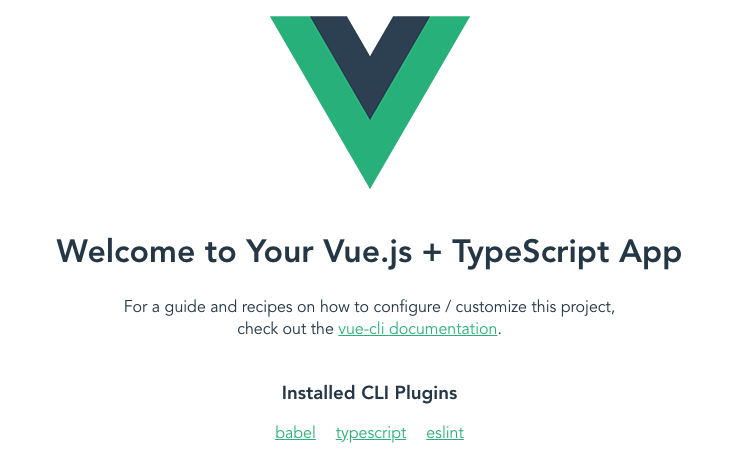 Welcome to Your Vue.js + TypeScript App
For a guide and recipes on how to configure / customize this project,
check out the vue-cli documentation.
Installed CLI Plugins
babel typescript eslint